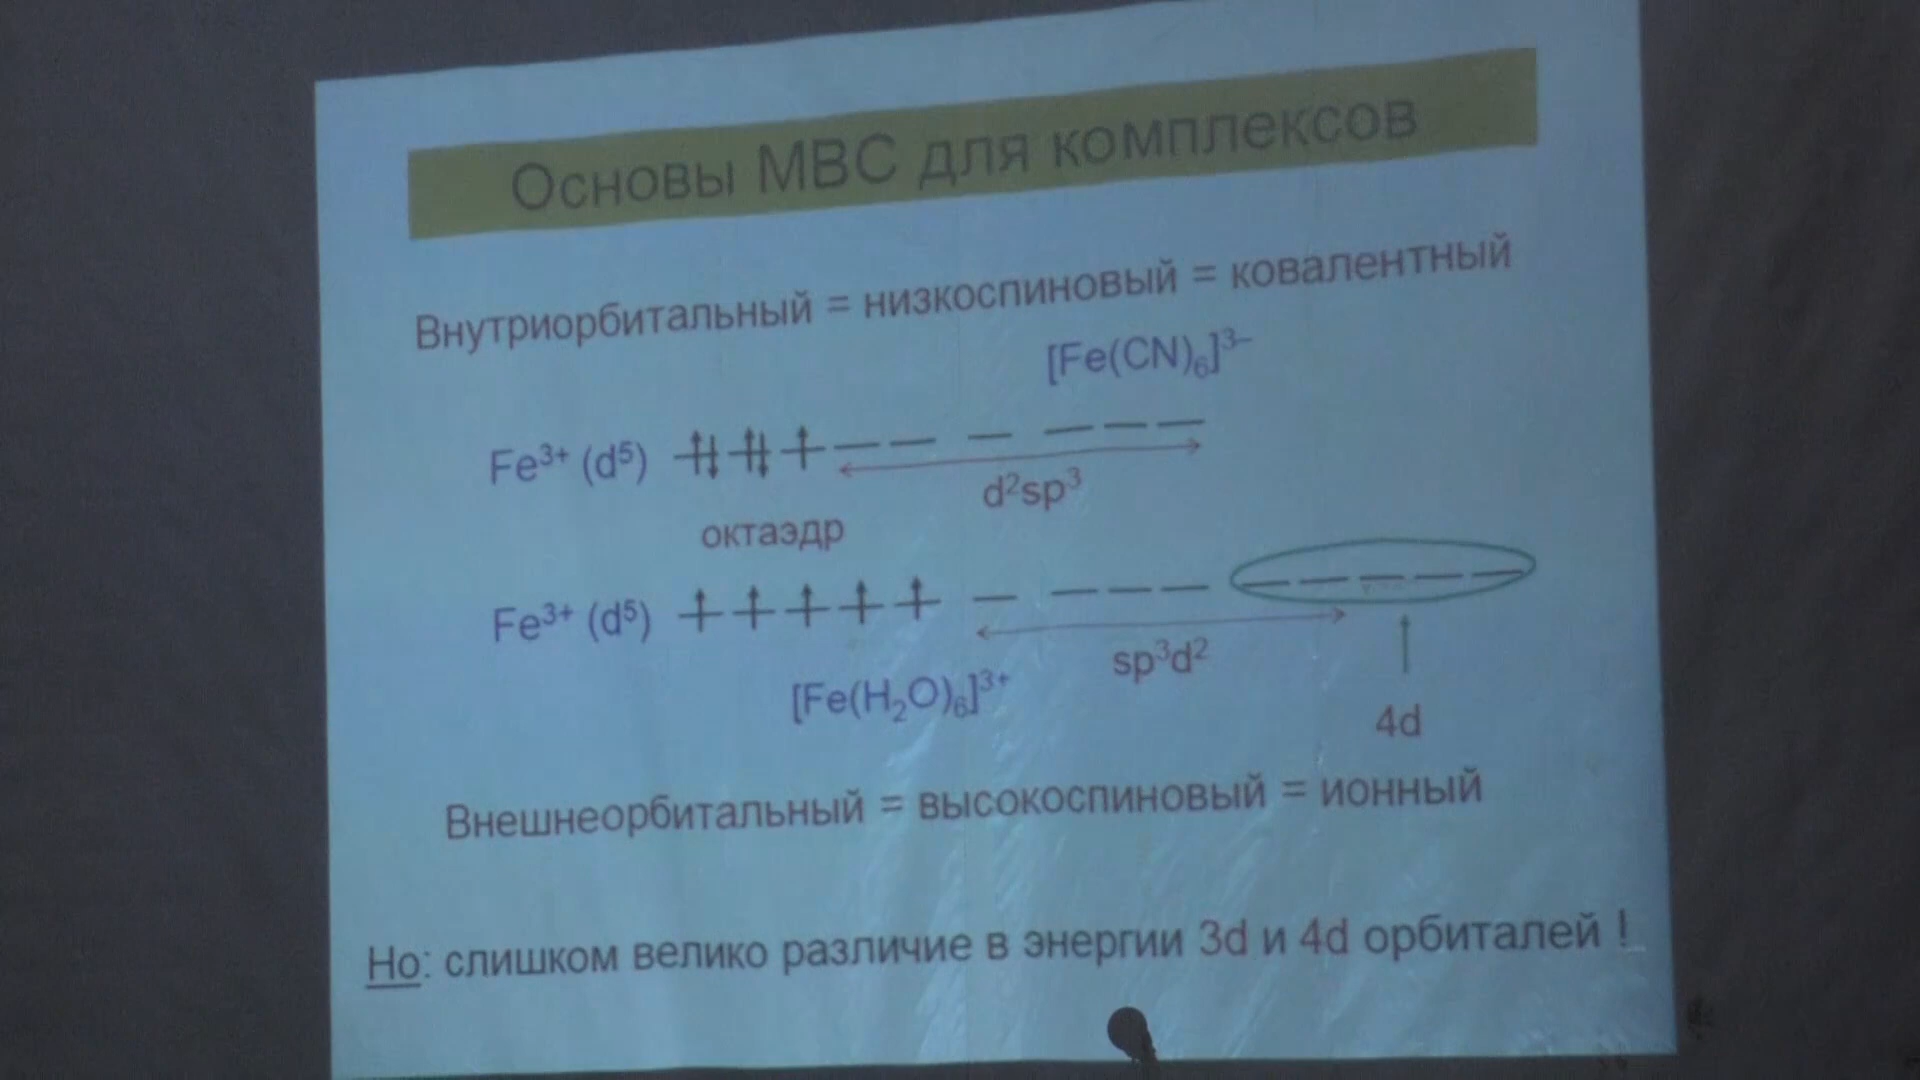 Основы МВС для комплексов
Внутриорбитальный = низкоспиновый = ковалентный
[Fe(CN)₆]³⁻
Fe³⁺ (d⁵)
d²sp³
октаэдр
Fe³⁺ (d⁵)
sp³d²
[Fe(H₂O)₆]³⁺
4d
Внешнеорбитальный = высокоспиновый = ионный
Но: слишком велико различие в энергии 3d и 4d орбиталей !